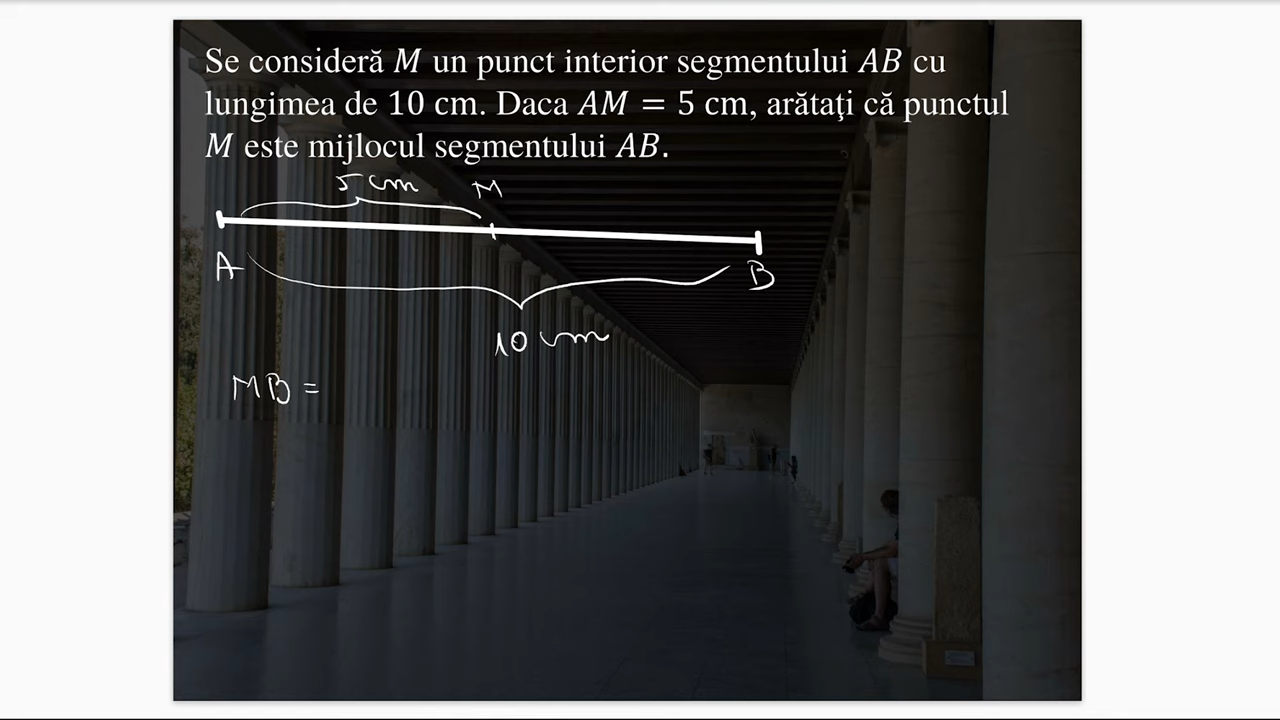 Se consideră M un punct interior segmentului AB cu
lungimea de 10 cm. Daca AM = 5 cm, arătaţi că punctul
M este mijlocul segmentului AB.
5 cm M
A B
10 cm
MB =